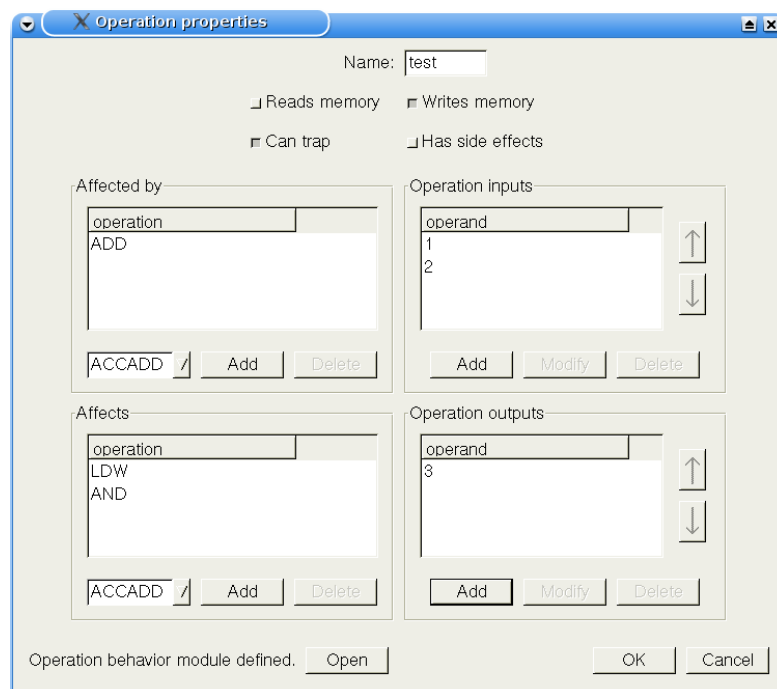 Operation properties
Name: test
Reads memory Writes memory
Can trap Has side effects
Affected by
operation
ADD
ACCADD Add Delete
Operation inputs
operand
1
2
Add Modify Delete
Affects
operation
LDW
AND
ACCADD Add Delete
Operation outputs
operand
3
Add Modify Delete
Operation behavior module defined. Open OK Cancel